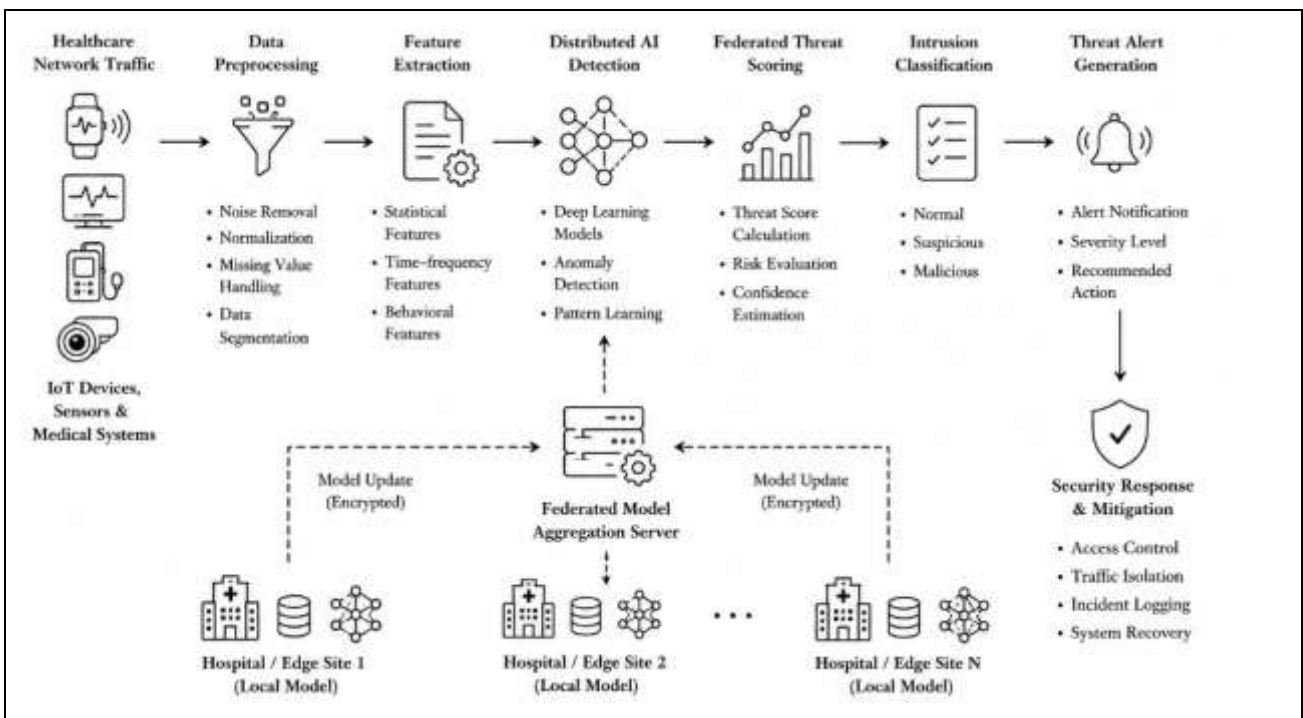 Healthcare
Network Traffic
Data
Preprocessing
Feature
Extraction
Distributed AI
Detection
Federated Threat
Scoring
Intrusion
Classification
Threat Alert
Generation
• Noise Removal
• Normalization
• Missing Value
Handling
• Data
Segmentation
• Statistical
Features
• Time-frequency
Features
• Behavioral
Features
• Deep Learning
Models
• Anomaly
Detection
• Pattern Learning
• Threat Score
Calculation
• Risk Evaluation
• Confidence
Estimation
• Normal
• Suspicious
• Malicious
• Alert Notification
• Severity Level
• Recommended
Action
IoT Devices,
Sensors &
Medical Systems
Model Update
(Encrypted)
Federated Model
Aggregation Server
Model Update
(Encrypted)
Security Response
& Mitigation
• Access Control
• Traffic Isolation
• Incident Logging
• System Recovery
Hospital / Edge Site 1
(Local Model)
Hospital / Edge Site 2
(Local Model)
Hospital / Edge Site N
(Local Model)